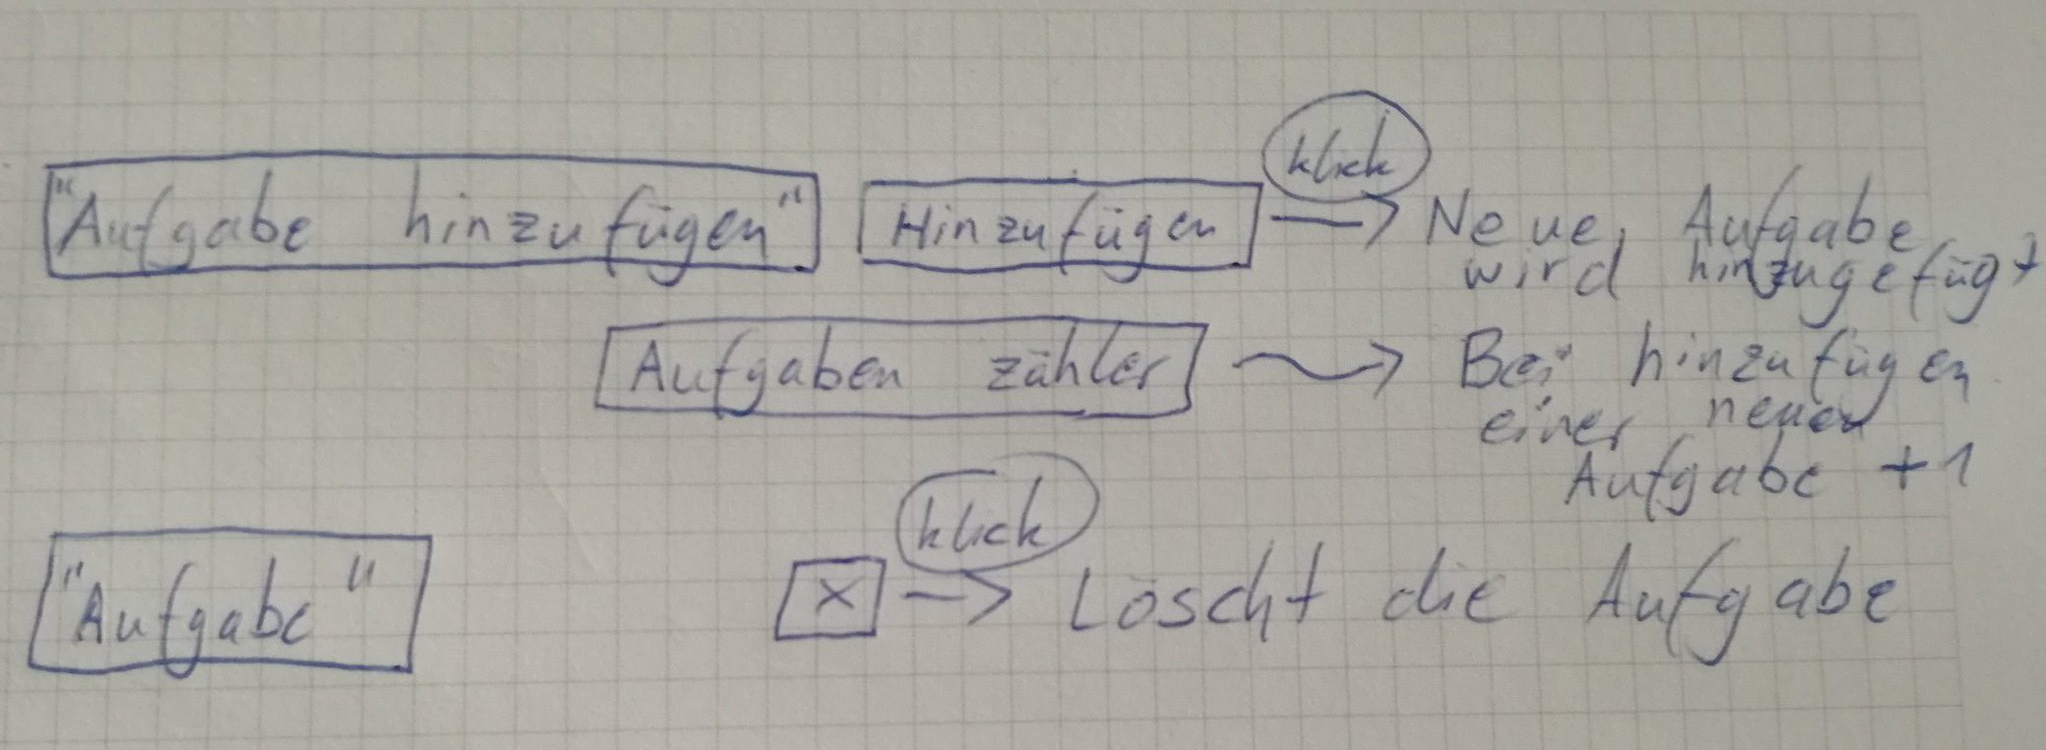 klick
"Aufgabe hinzufügen" Hinzufügen → Neue Aufgabe
wird hinzugefügt
Aufgaben zähler → Bei hinzufügen
einer neuen
Aufgabe +1
klick
"Aufgabe" X → Löscht die Aufgabe